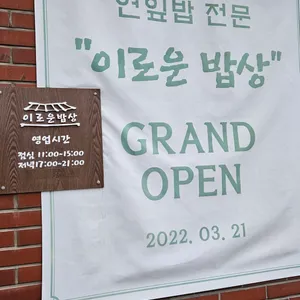 연잎밥 전문
"이로운 밥상"
GRAND
OPEN
2022. 03. 21
이로운밥상
영업시간
점심 11:00-15:00
저녁 17:00-21:00